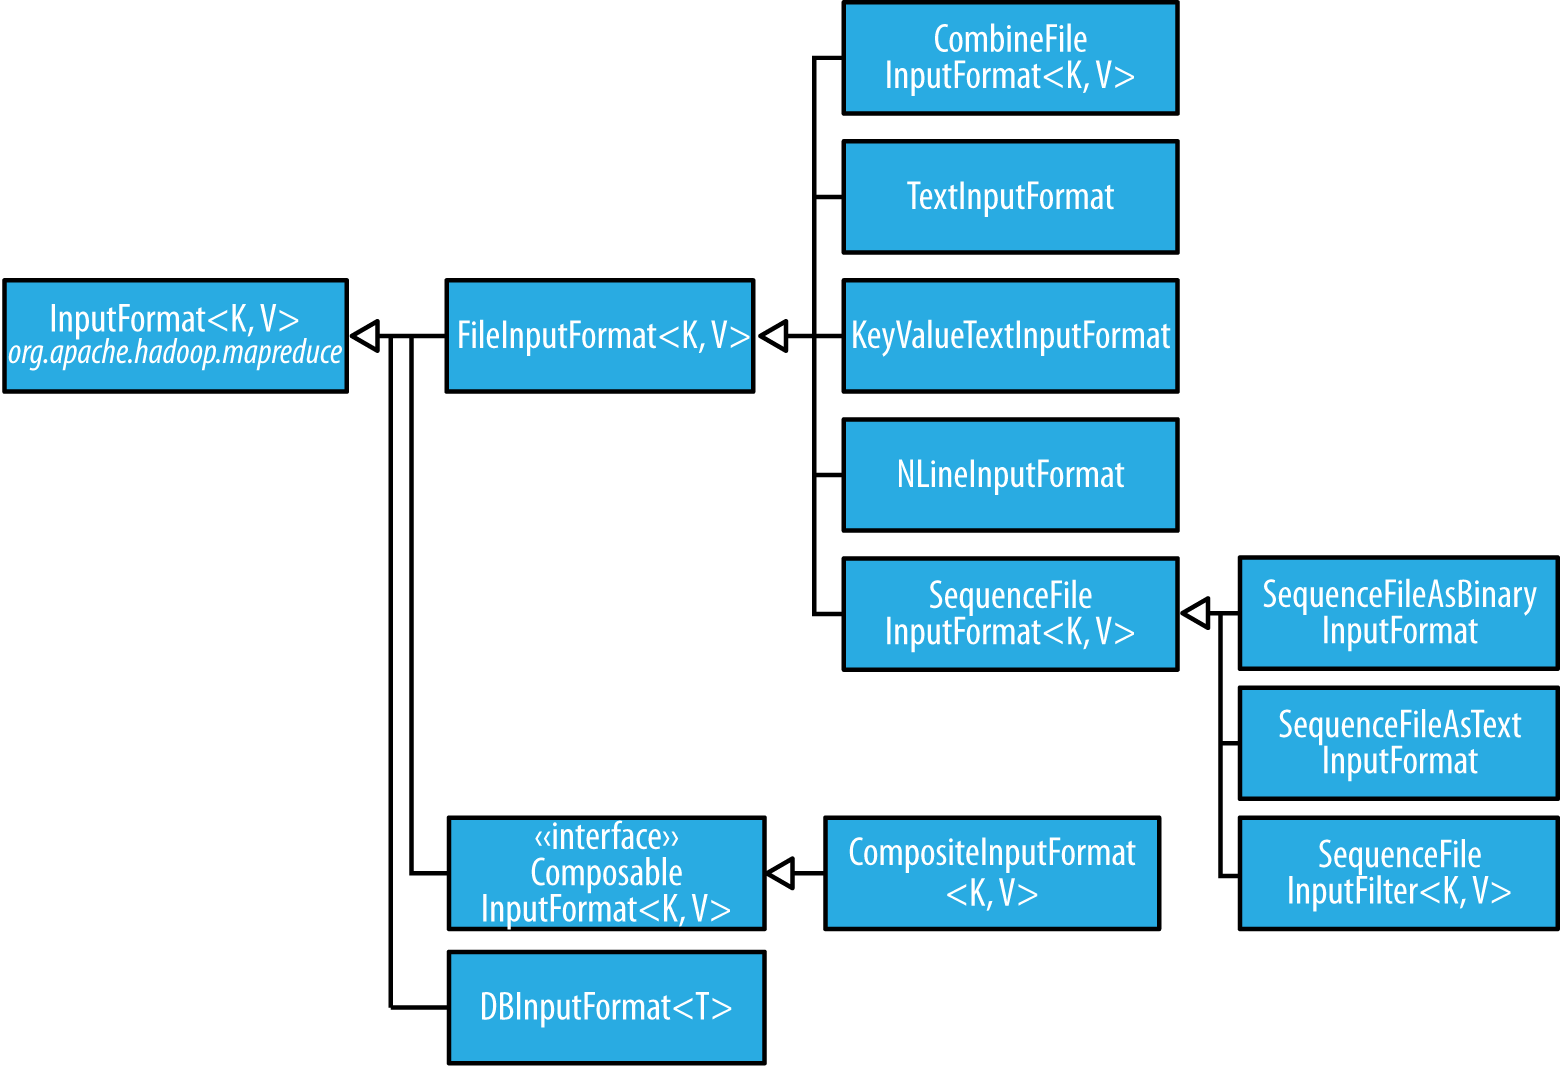 CombineFile
InputFormat<K, V>
TextInputFormat
InputFormat<K, V>
org.apache.hadoop.mapreduce
FileInputFormat<K, V>
KeyValueTextInputFormat
NLineInputFormat
SequenceFile
InputFormat<K, V>
SequenceFileAsBinary
InputFormat
SequenceFileAsText
InputFormat
‹‹interface››
Composable
InputFormat<K, V>
CompositeInputFormat
<K, V>
SequenceFile
InputFilter<K, V>
DBInputFormat<T>